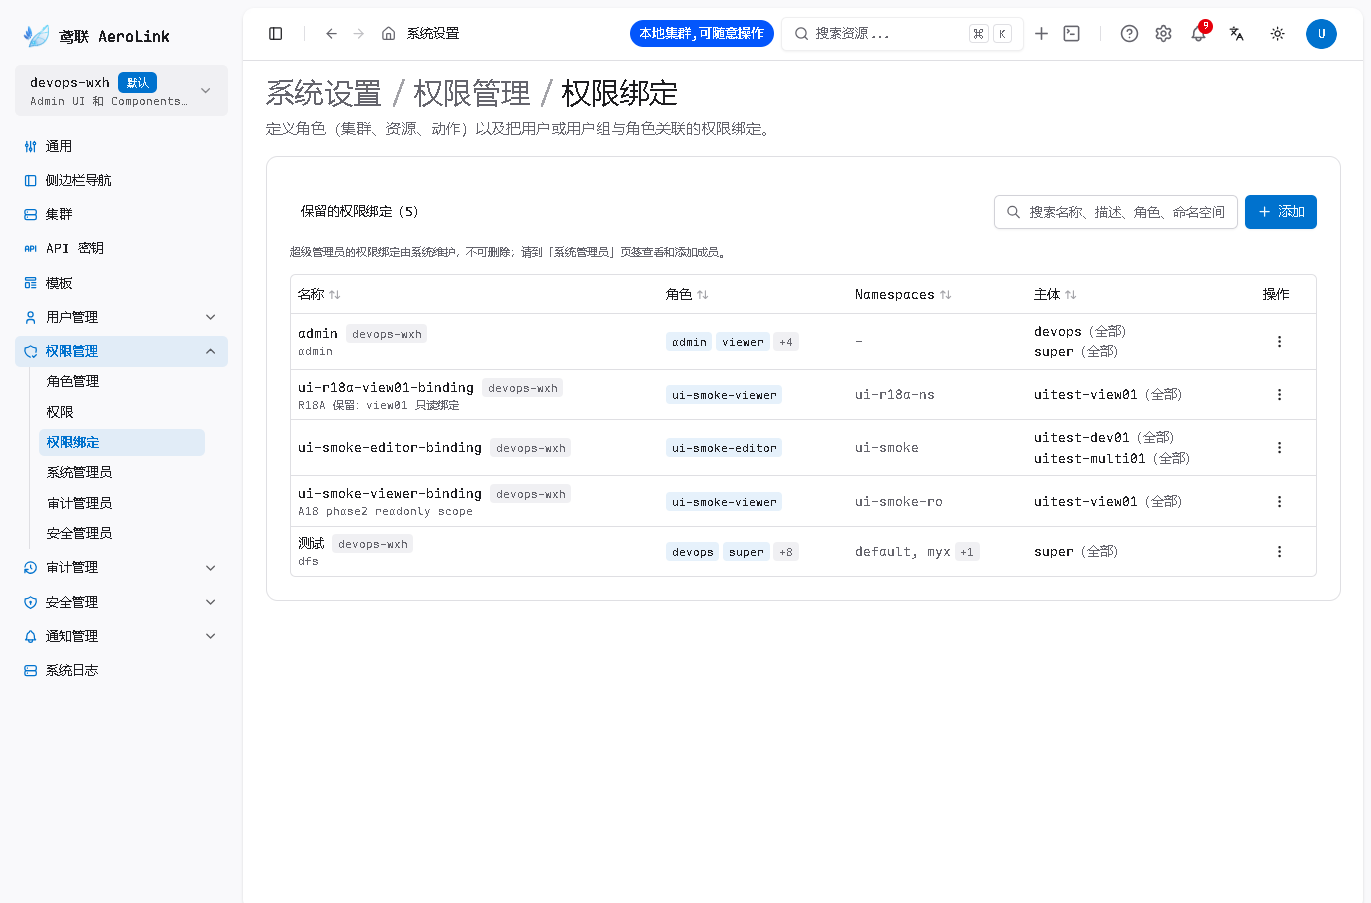 鸢联 AeroLink
系统设置
本地集群,可随意操作
搜索资源...
⌘ K
9
U
devops-wxh 默认
Admin UI 和 Components…
通用
侧边栏导航
集群
API API 密钥
模板
用户管理
权限管理
角色管理
权限
权限绑定
系统管理员
审计管理员
安全管理员
审计管理
安全管理
通知管理
系统日志
系统设置 / 权限管理 / 权限绑定
定义角色（集群、资源、动作）以及把用户或用户组与角色关联的权限绑定。
保留的权限绑定（5）
搜索名称、描述、角色、命名空间
添加
超级管理员的权限绑定由系统维护，不可删除；请到「系统管理员」页签查看和添加成员。
名称 角色 Namespaces 主体 操作
admin devops-wxh
admin
admin viewer +4
–
devops（全部）
super（全部）
ui-r18a-view01-binding devops-wxh
R18A 保留：view01 只读绑定
ui-smoke-viewer
ui-r18a-ns
uitest-view01（全部）
ui-smoke-editor-binding devops-wxh
ui-smoke-editor
ui-smoke
uitest-dev01（全部）
uitest-multi01（全部）
ui-smoke-viewer-binding devops-wxh
A18 phase2 readonly scope
ui-smoke-viewer
ui-smoke-ro
uitest-view01（全部）
测试 devops-wxh
dfs
devops super +8
default, myx +1
super（全部）